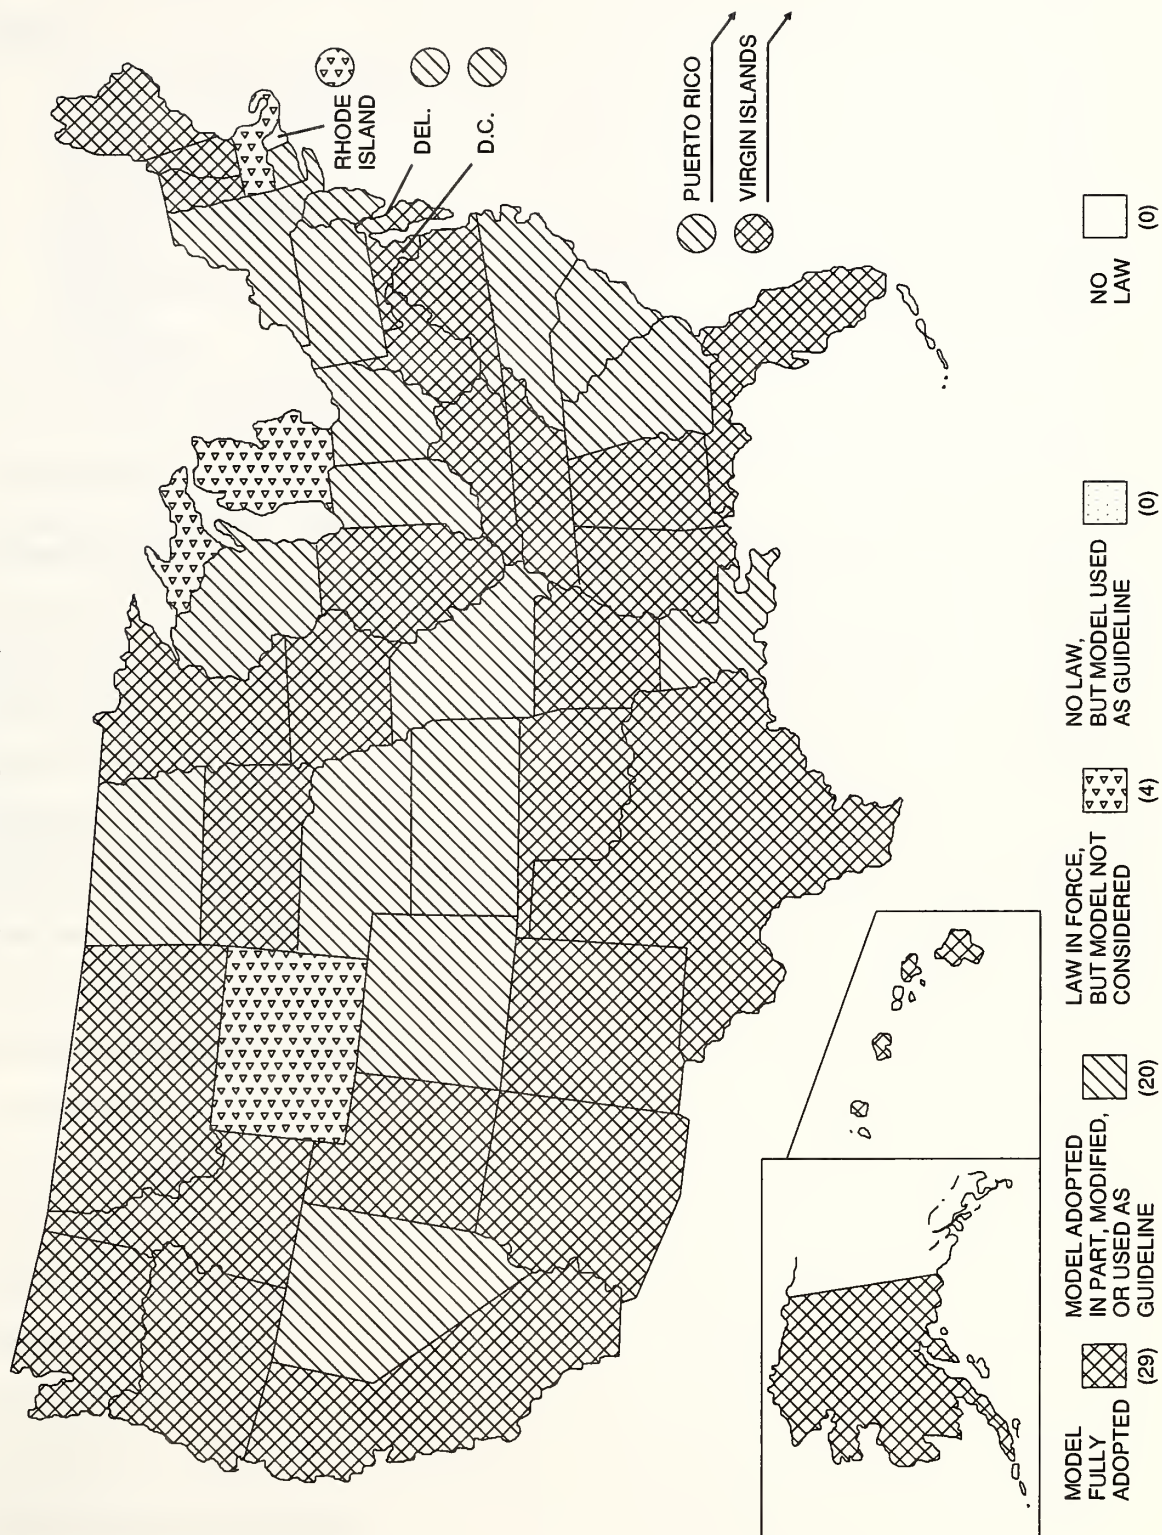 RHODE
ISLAND
DEL.
D.C.
PUERTO RICO
VIRGIN ISLANDS
MODEL
FULLY
ADOPTED
(29)
MODEL ADOPTED
IN PART, MODIFIED,
OR USED AS
GUIDELINE
(20)
LAW IN FORCE,
BUT MODEL NOT
CONSIDERED
(4)
NO LAW,
BUT MODEL USED
AS GUIDELINE
(0)
NO
LAW
(0)